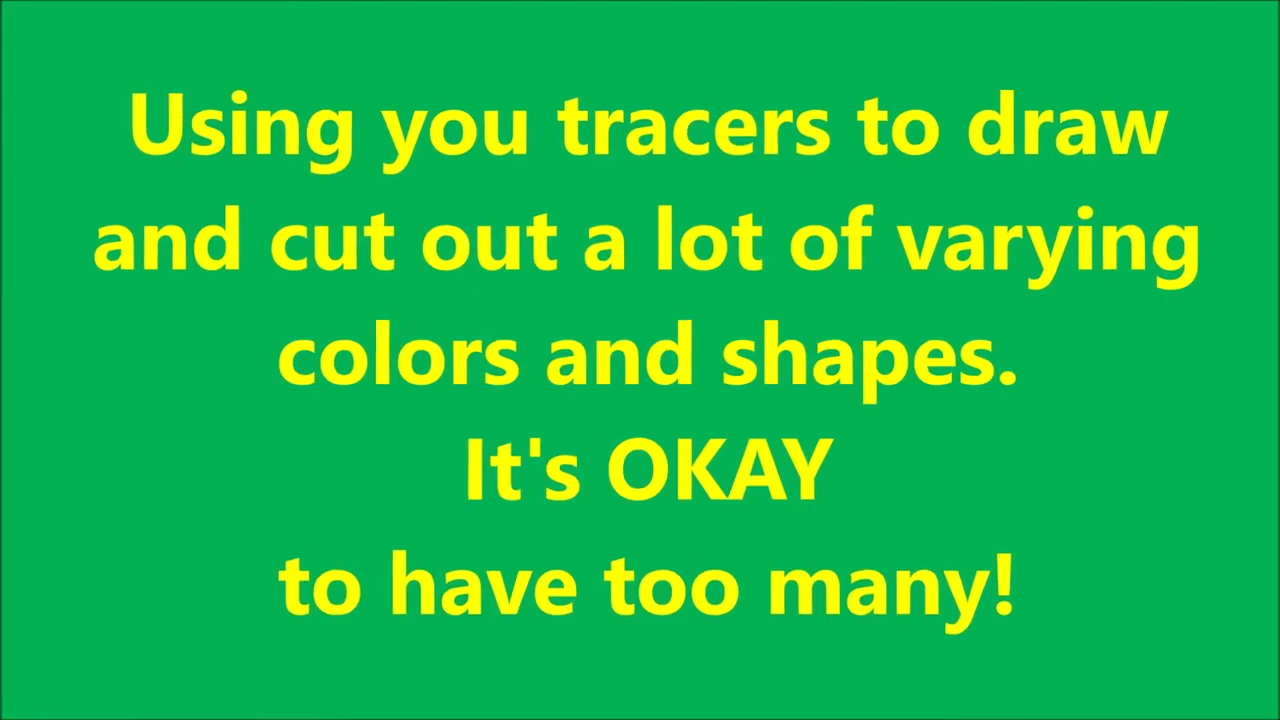 Using you tracers to draw
and cut out a lot of varying
colors and shapes.
It's OKAY
to have too many!